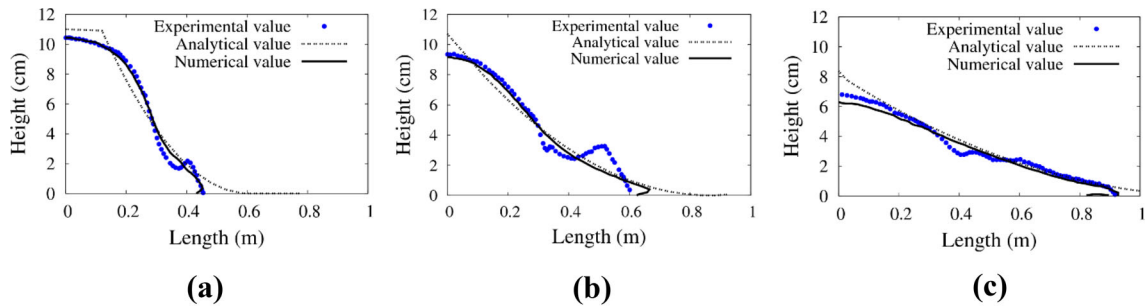 Experimental value
Analytical value
Numerical value
Height (cm)
12
10
8
6
4
2
0
0 0.2 0.4 0.6 0.8 1
Length (m)
(a)
Experimental value
Analytical value
Numerical value
Height (cm)
12
10
8
6
4
2
0
0 0.2 0.4 0.6 0.8 1
Length (m)
(b)
Experimental value
Analytical value
Numerical value
Height (cm)
12
10
8
6
4
2
0
0 0.2 0.4 0.6 0.8 1
Length (m)
(c)